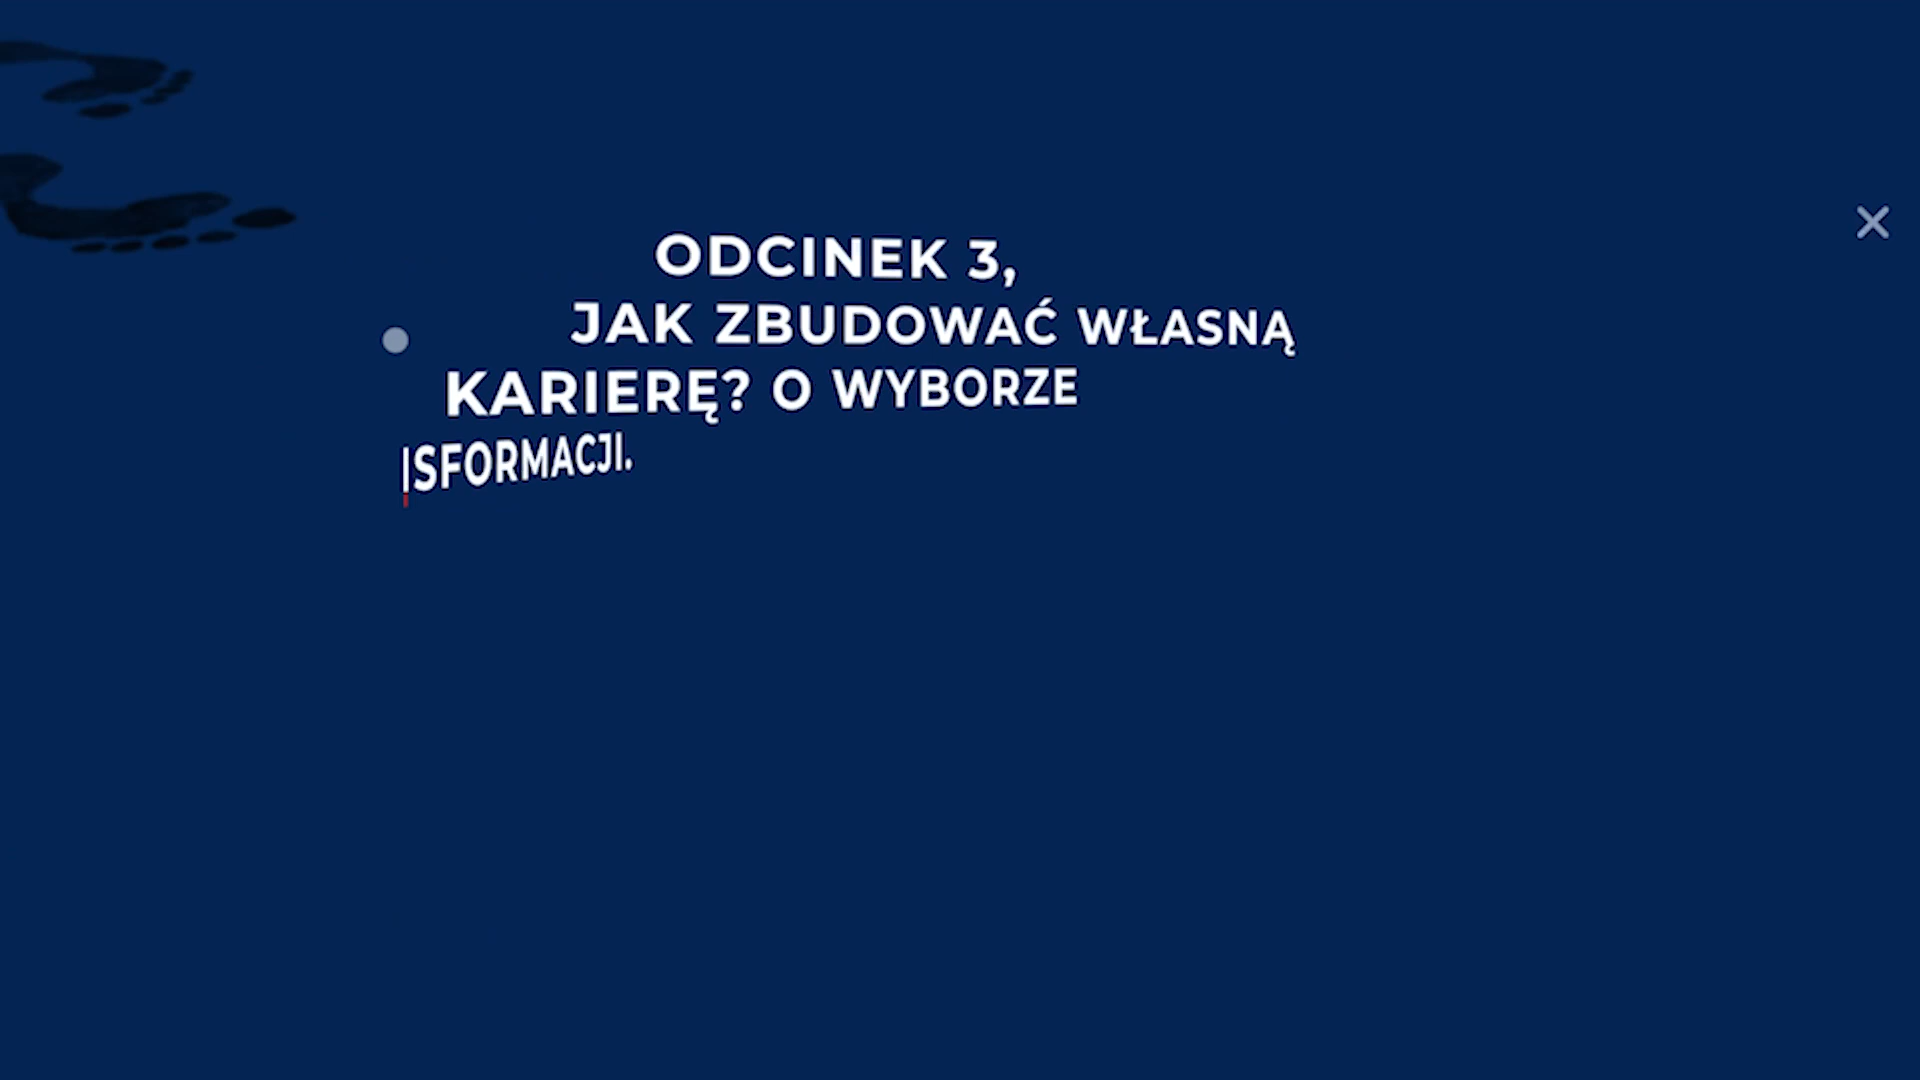 ODCINEK 3,
JAK ZBUDOWAĆ WŁASNĄ
KARIERĘ? O WYBORZE
SFORMACJI.